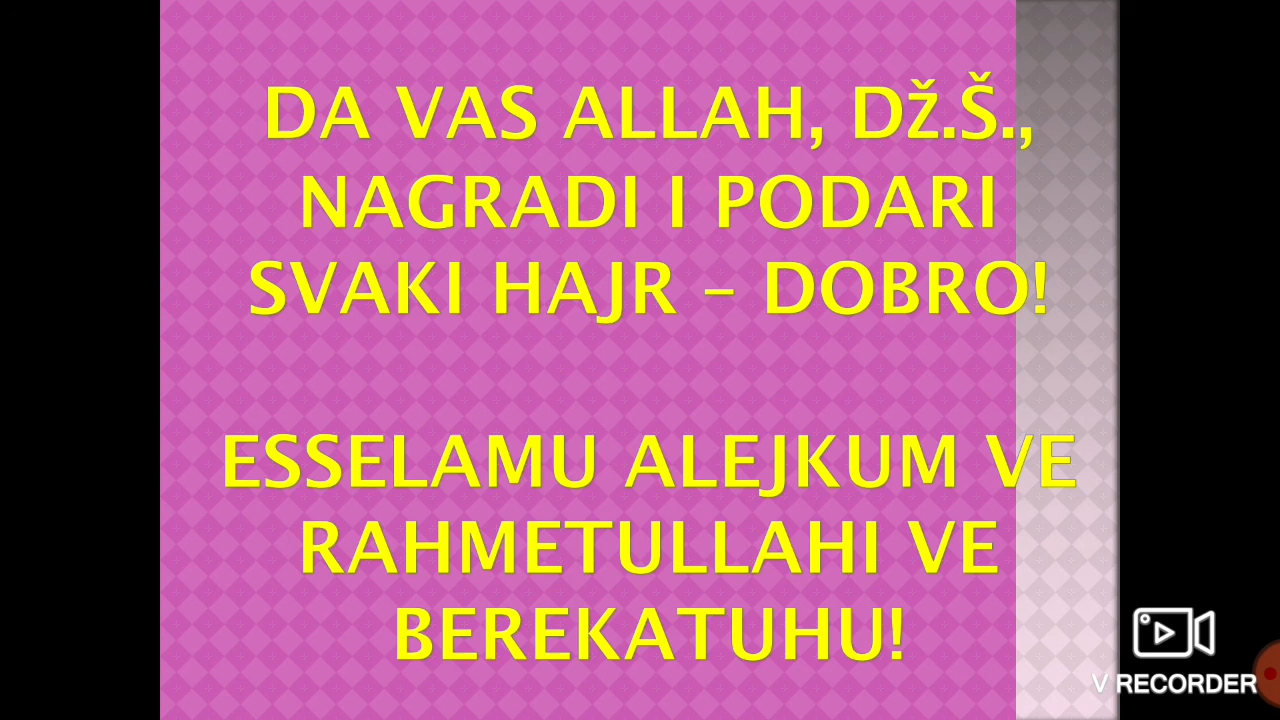 DA VAS ALLAH, Dž.Š.,
NAGRADI I PODARI
SVAKI HAJR – DOBRO!
ESSELAMU ALEJKUM VE
RAHMETULLAHI VE
BEREKATUHU!
V RECORDER